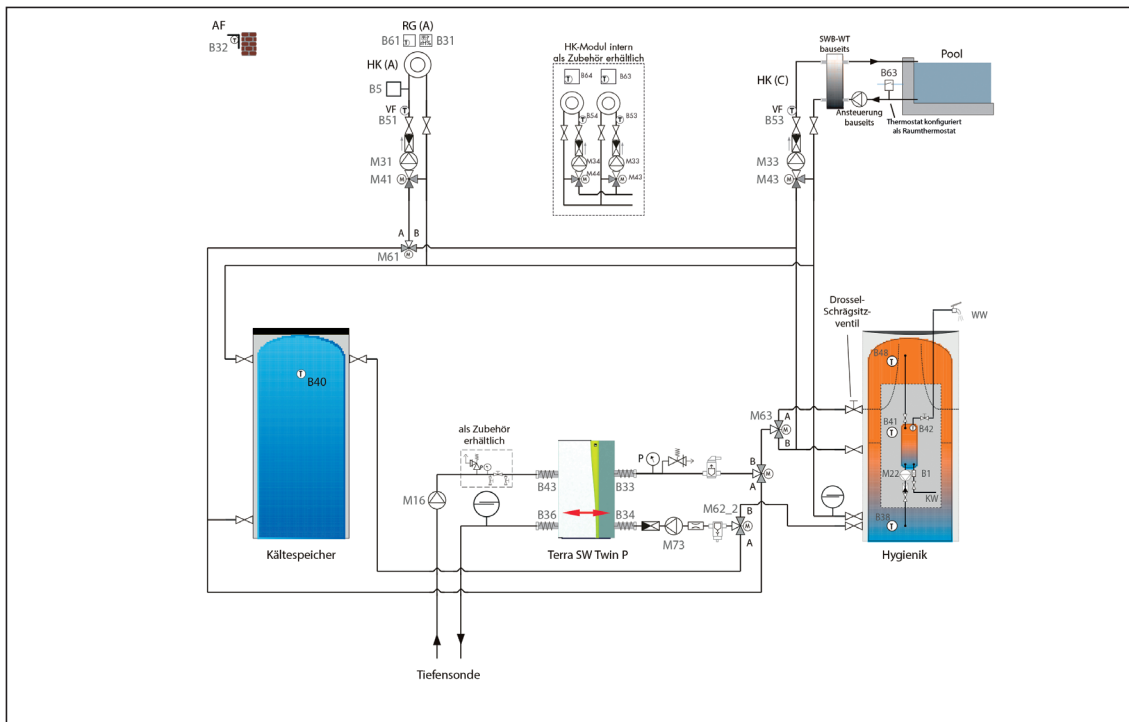 AF
B32
RG (A)
B61
B31
HK (A)
B5
VF
B51
M31
M41
A
B
M61
HK-Modul intern
als Zubehör erhältlich
B64
B63
B54
B53
M34
M33
M44
M43
SWB-WT
bauseits
Pool
B63
HK (C)
VF
B53
Ansteuerung
bauseits
Thermostat konfiguriert
als Raumthermostat
M33
M43
Drossel-
Schrägsitz-
ventil
WW
B48
B41
B42
M22
B1
KW
B38
Hygienik
T
B40
Kältespeicher
als Zubehör
erhältlich
P
M16
B43
B33
B36
B34
Terra SW Twin P
P
M73
M62_2
B
A
M63
A
B
B
A
Tiefensonde